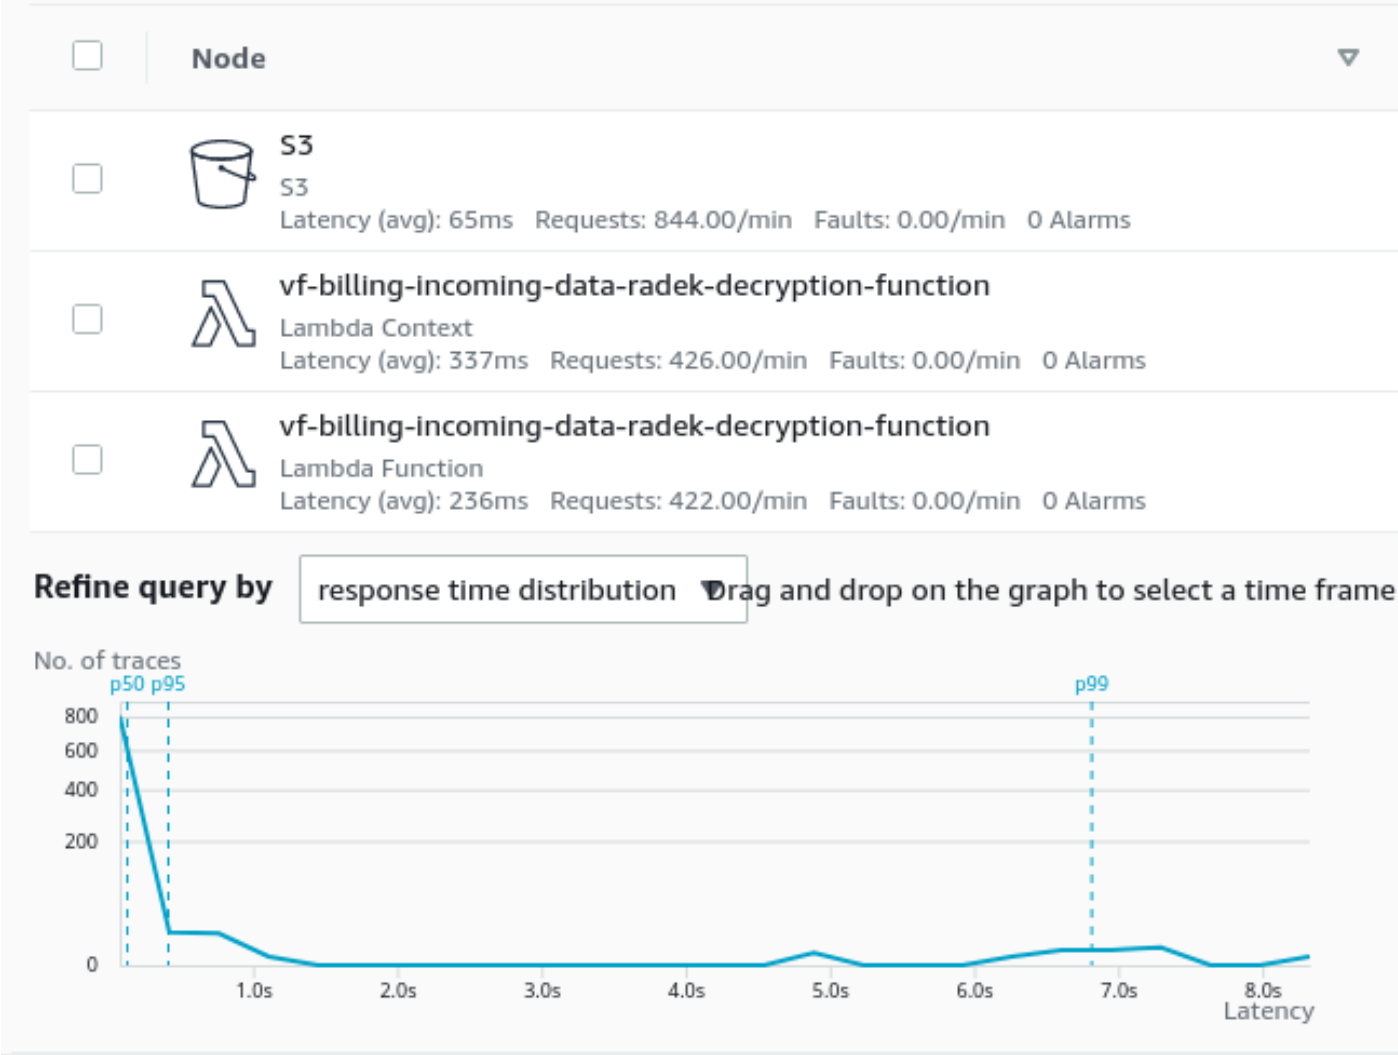 Node
S3
S3
Latency (avg): 65ms Requests: 844.00/min Faults: 0.00/min 0 Alarms
vf-billing-incoming-data-radek-decryption-function
Lambda Context
Latency (avg): 337ms Requests: 426.00/min Faults: 0.00/min 0 Alarms
vf-billing-incoming-data-radek-decryption-function
Lambda Function
Latency (avg): 236ms Requests: 422.00/min Faults: 0.00/min 0 Alarms
Refine query by response time distribution Drag and drop on the graph to select a time frame
No. of traces
p50 p95 p99
800
600
400
200
0
1.0s 2.0s 3.0s 4.0s 5.0s 6.0s 7.0s 8.0s
Latency